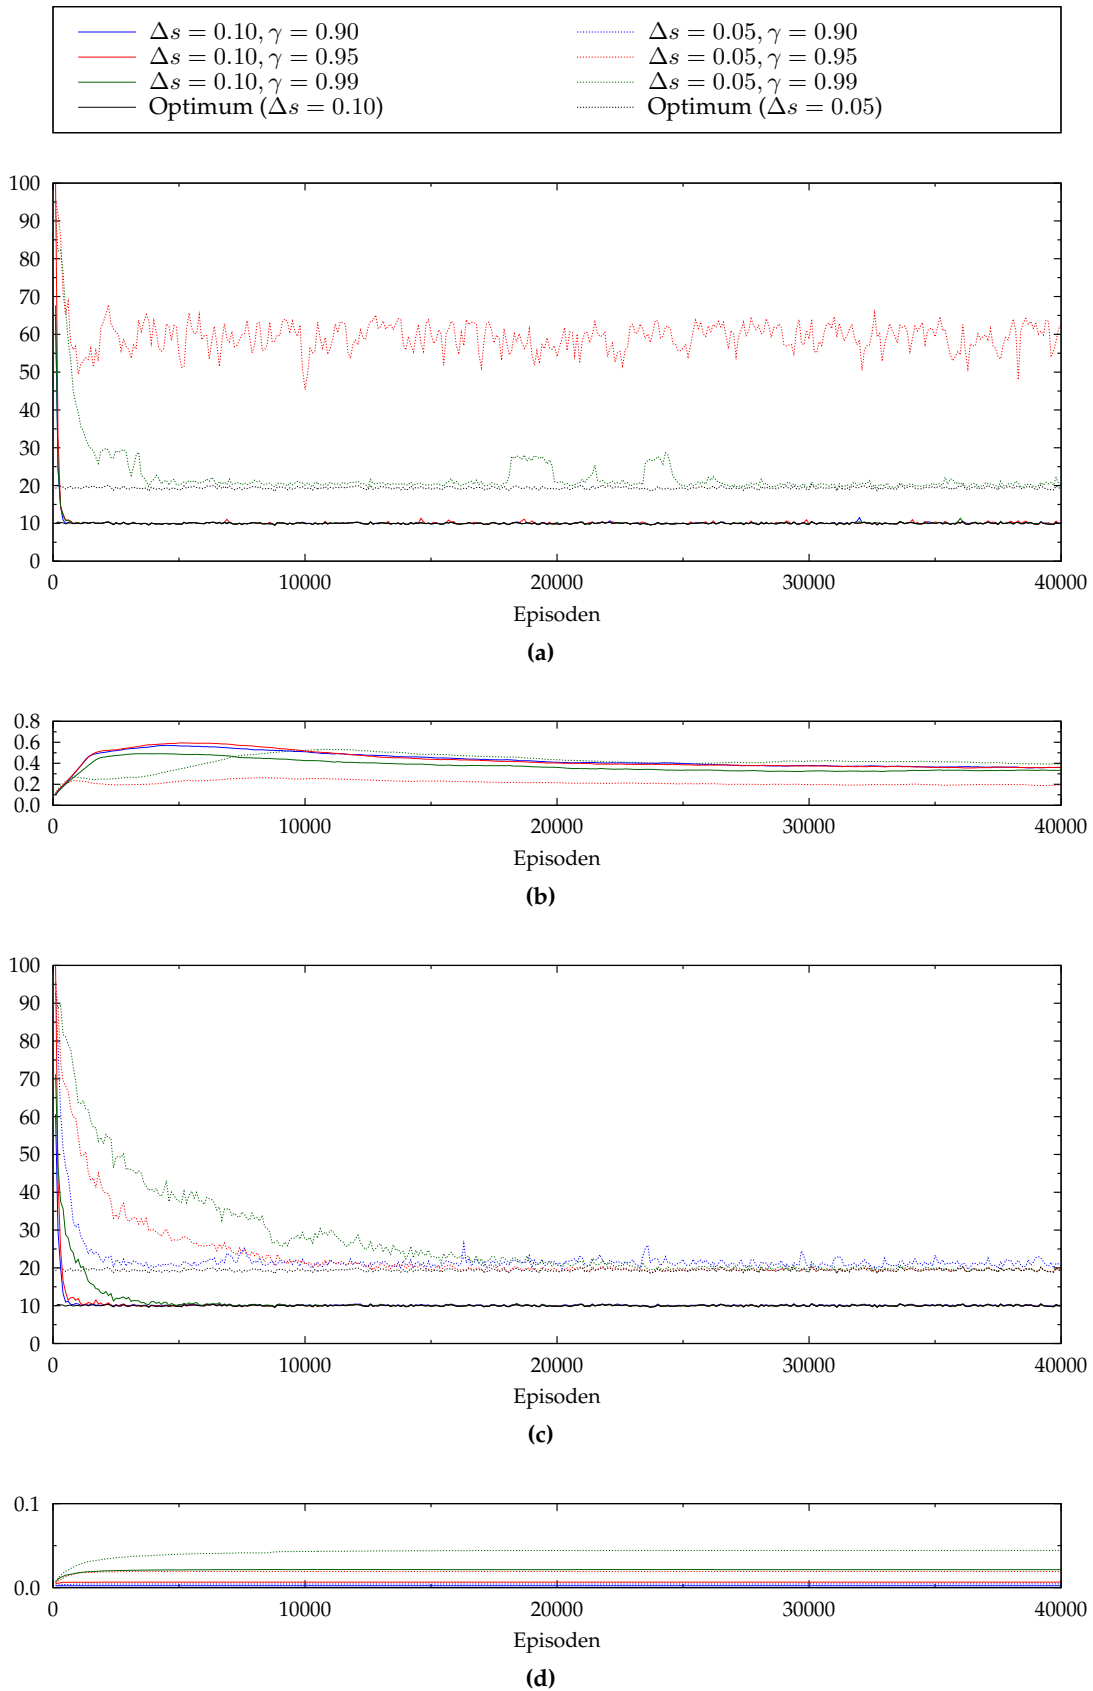 Δs = 0.10, γ = 0.90
Δs = 0.10, γ = 0.95
Δs = 0.10, γ = 0.99
Optimum (Δs = 0.10)
Δs = 0.05, γ = 0.90
Δs = 0.05, γ = 0.95
Δs = 0.05, γ = 0.99
Optimum (Δs = 0.05)
100
90
80
70
60
50
40
30
20
10
0
0 10000 20000 30000 40000
Episoden
(a)
0.8
0.6
0.4
0.2
0.0
0 10000 20000 30000 40000
Episoden
(b)
100
90
80
70
60
50
40
30
20
10
0
0 10000 20000 30000 40000
Episoden
(c)
0.1
0.0
0 10000 20000 30000 40000
Episoden
(d)